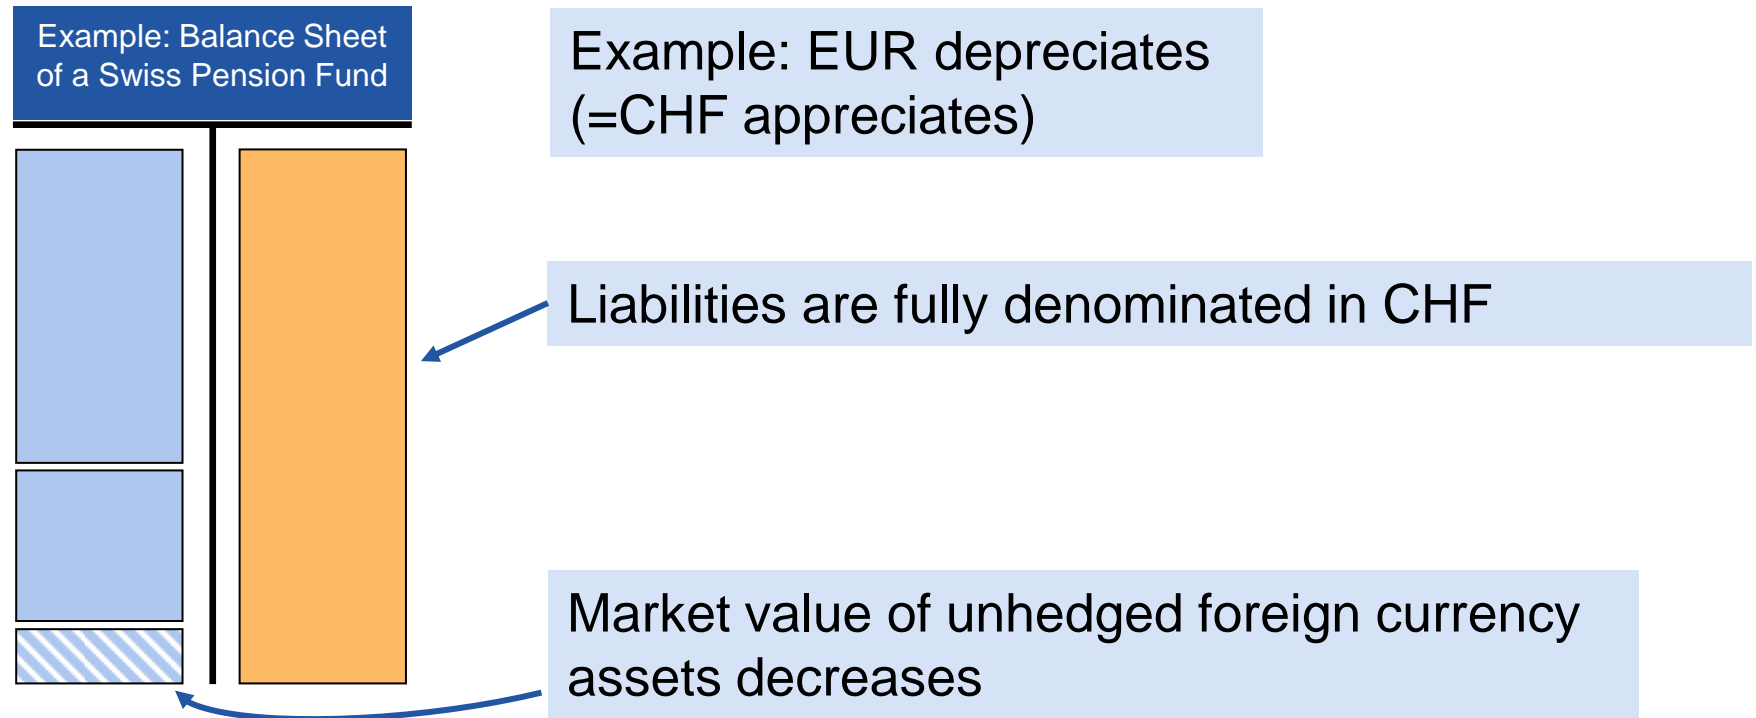 Example: Balance Sheet
of a Swiss Pension Fund
Example: EUR depreciates
(=CHF appreciates)
Liabilities are fully denominated in CHF
Market value of unhedged foreign currency
assets decreases